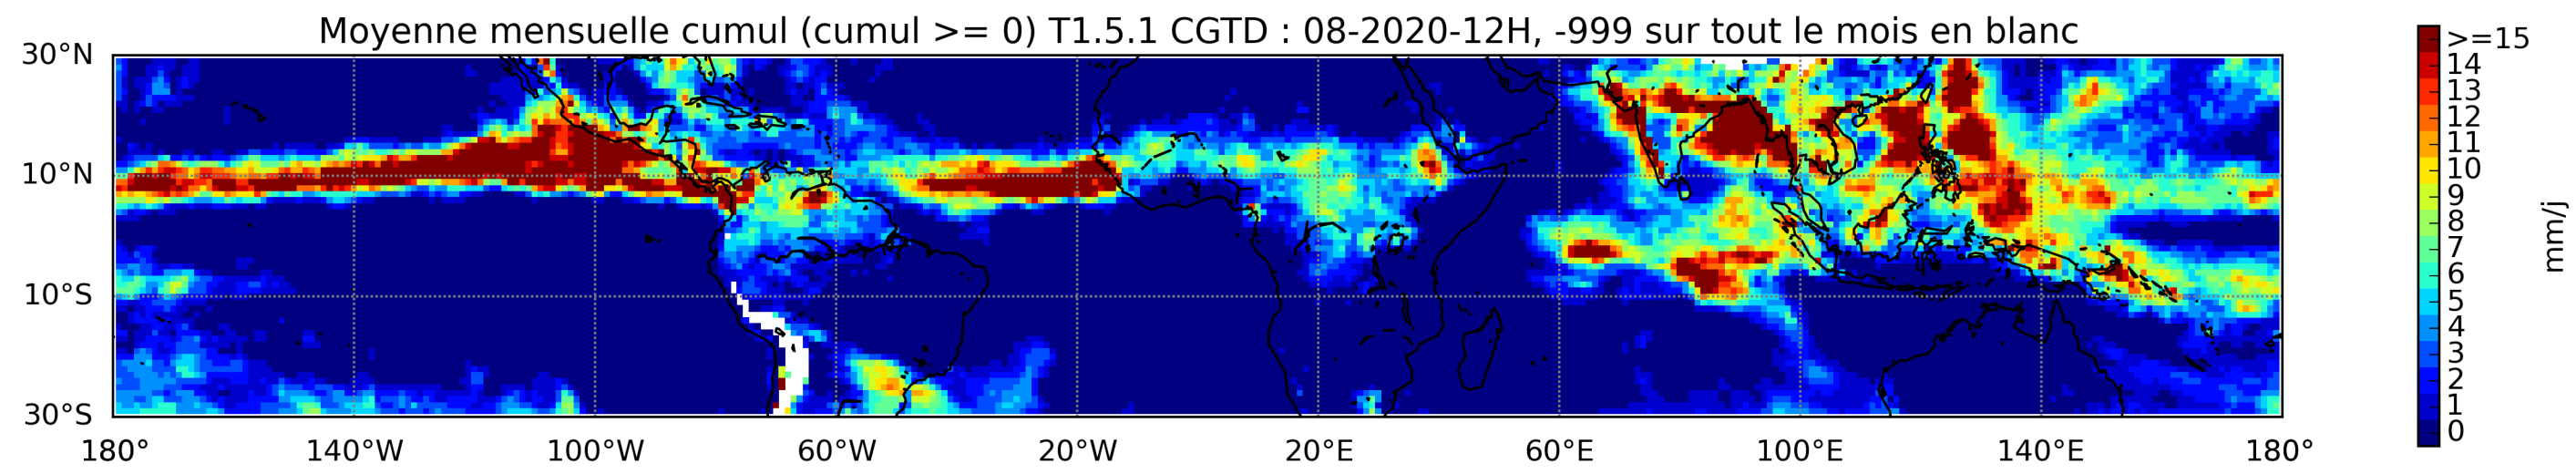 Moyenne mensuelle cumul (cumul >= 0) T1.5.1 CGTD : 08-2020-12H, -999 sur tout le mois en blanc
30°N
10°N
10°S
30°S
180° 140°W 100°W 60°W 20°W 20°E 60°E 100°E 140°E 180°
>=15
14
13
12
11
10
9
8
7
6
5
4
3
2
1
0
mm/j